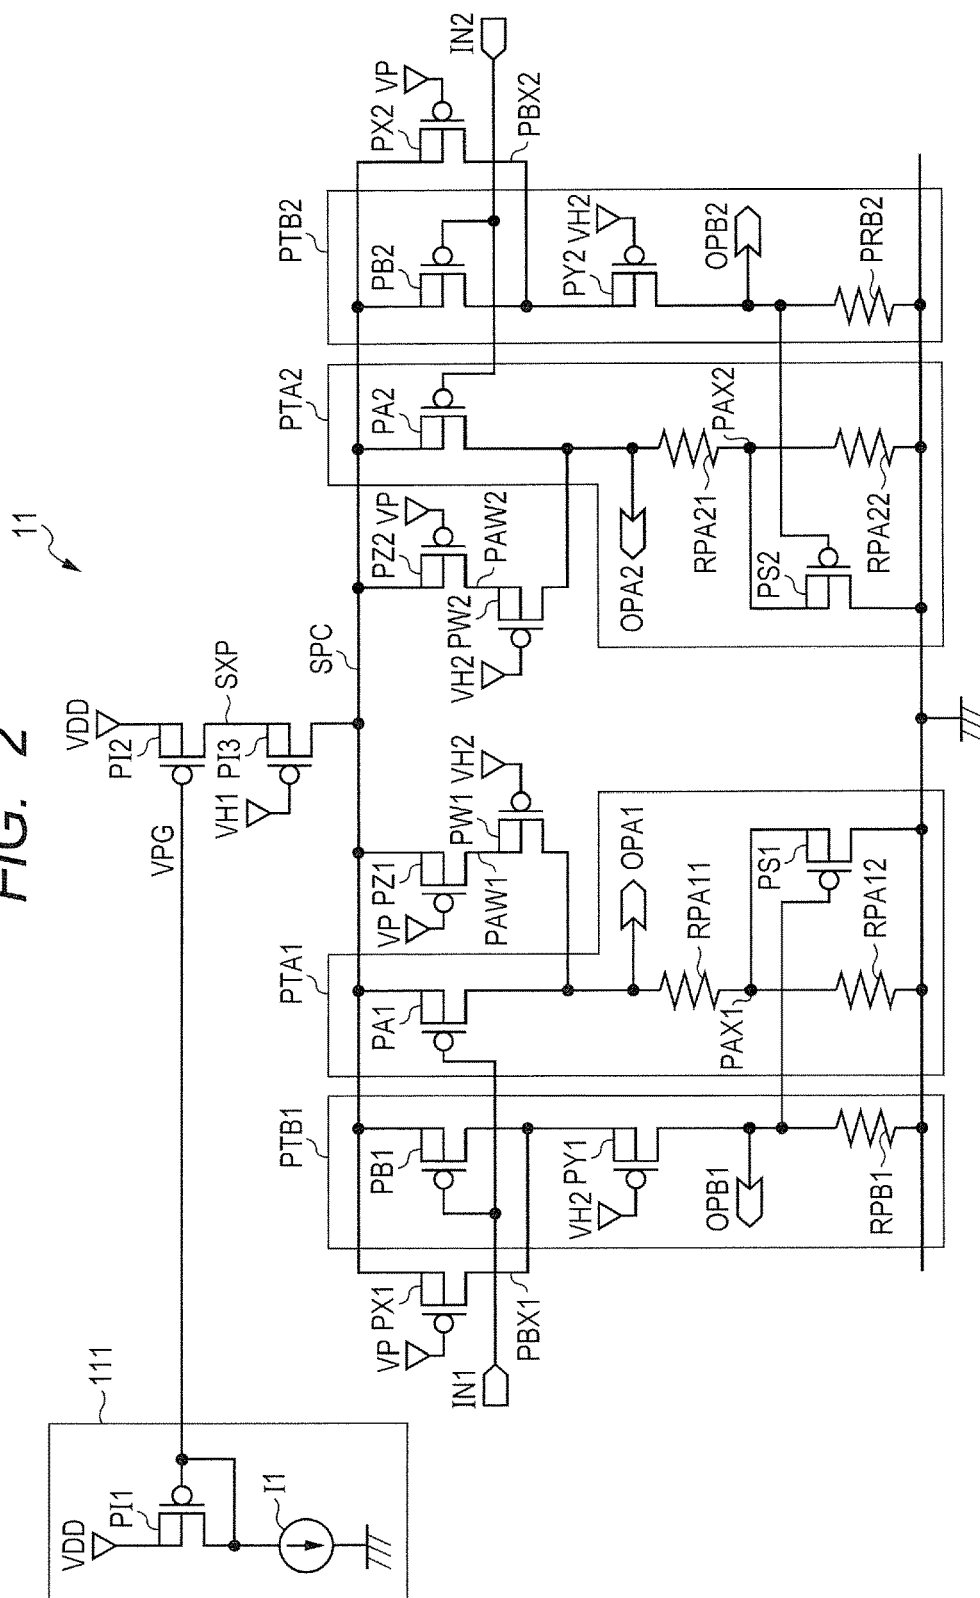 FIG. 2
11
111
VDD
PI1
I1
VPG
VDD
PI2
SXP
VH1
PI3
SPC
PTB1
PTA1
PTA2
PTB2
VP
PX1
PB1
PA1
VP
PZ1
PZ2
VP
PA2
PB2
PX2
VP
IN1
IN2
PBX1
PAW1
PW1
VH2
VH2
PW2
PAW2
PBX2
VH2
PY1
PY2
VH2
OPA1
OPA2
OPB1
OPB2
RPA11
RPA21
PAX1
PAX2
PS1
PS2
RPB1
RPA12
RPA22
PRB2